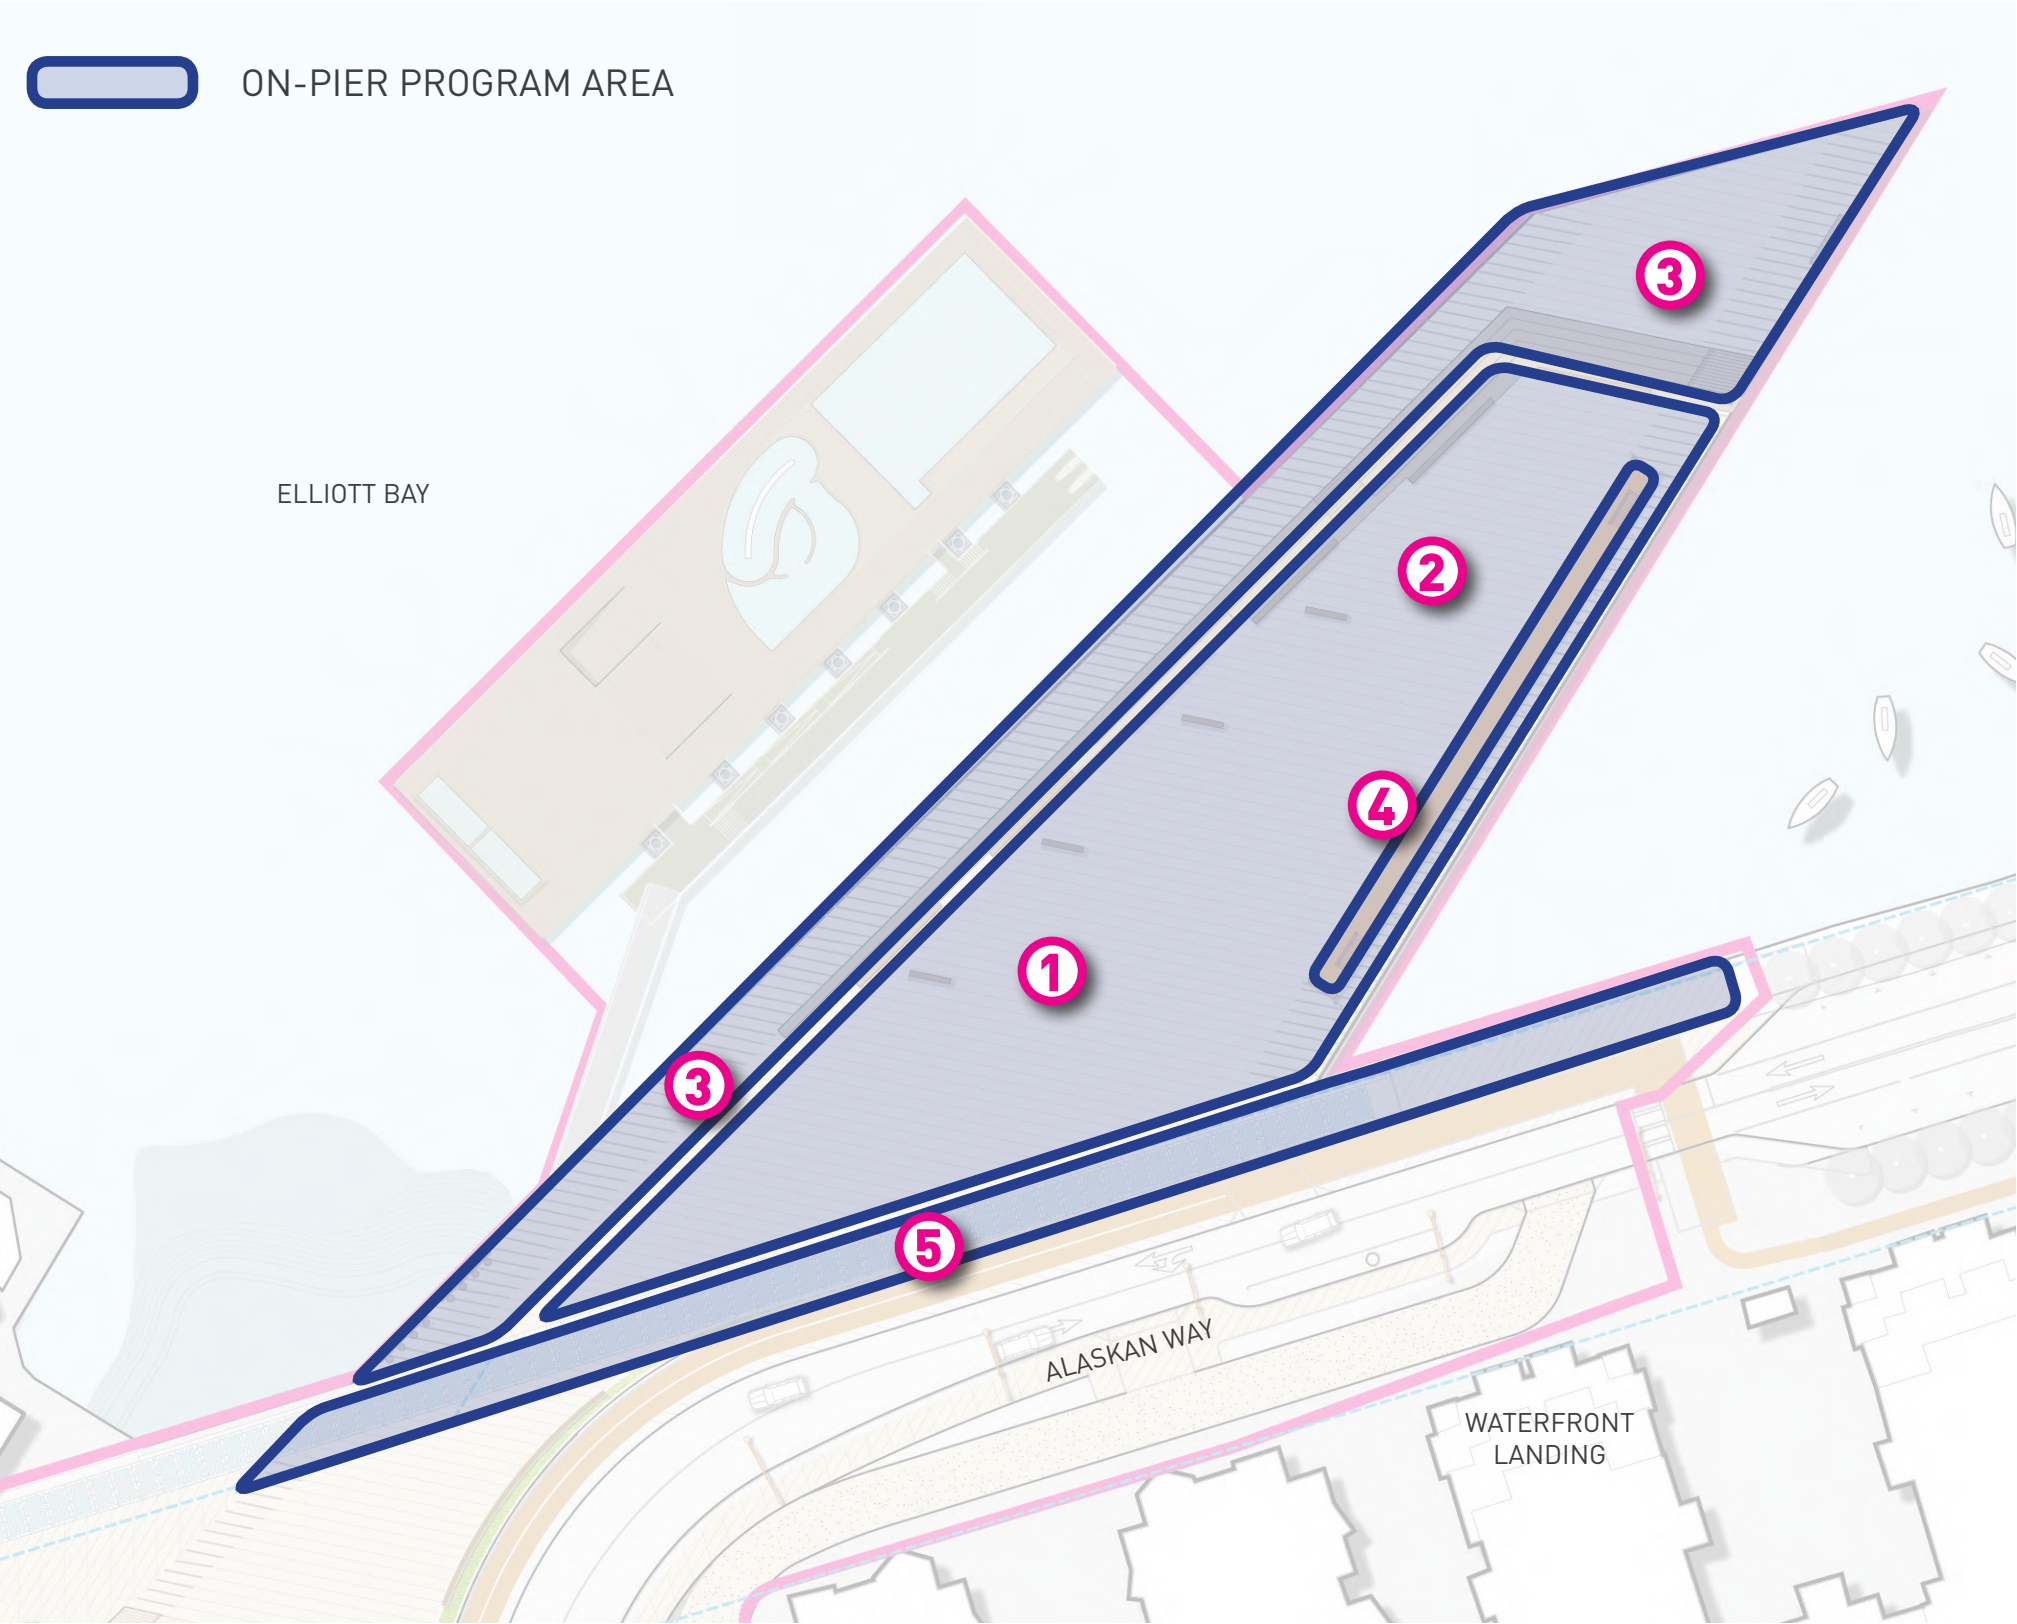 ON-PIER PROGRAM AREA
3
ELLIOTT BAY
2
4
1
3
5
ALASKAN WAY
WATERFRONT
LANDING